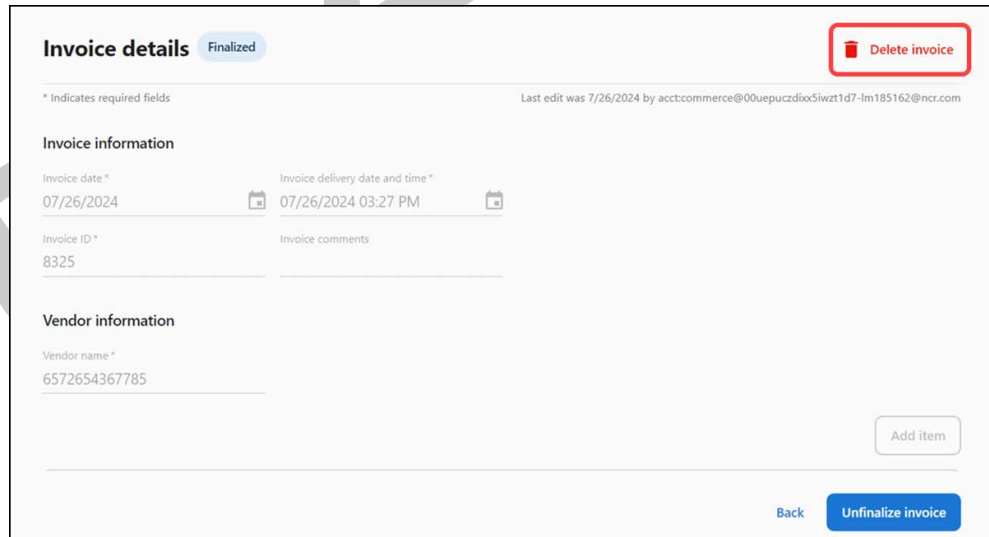 Invoice details Finalized Delete invoice
* Indicates required fields Last edit was 7/26/2024 by acct:commerce@00uepuczdixx5iwzt1d7-lm185162@ncr.com
Invoice information
Invoice date * Invoice delivery date and time *
07/26/2024 07/26/2024 03:27 PM
Invoice ID * Invoice comments
8325
Vendor information
Vendor name *
6572654367785
Add item
Back Unfinalize invoice